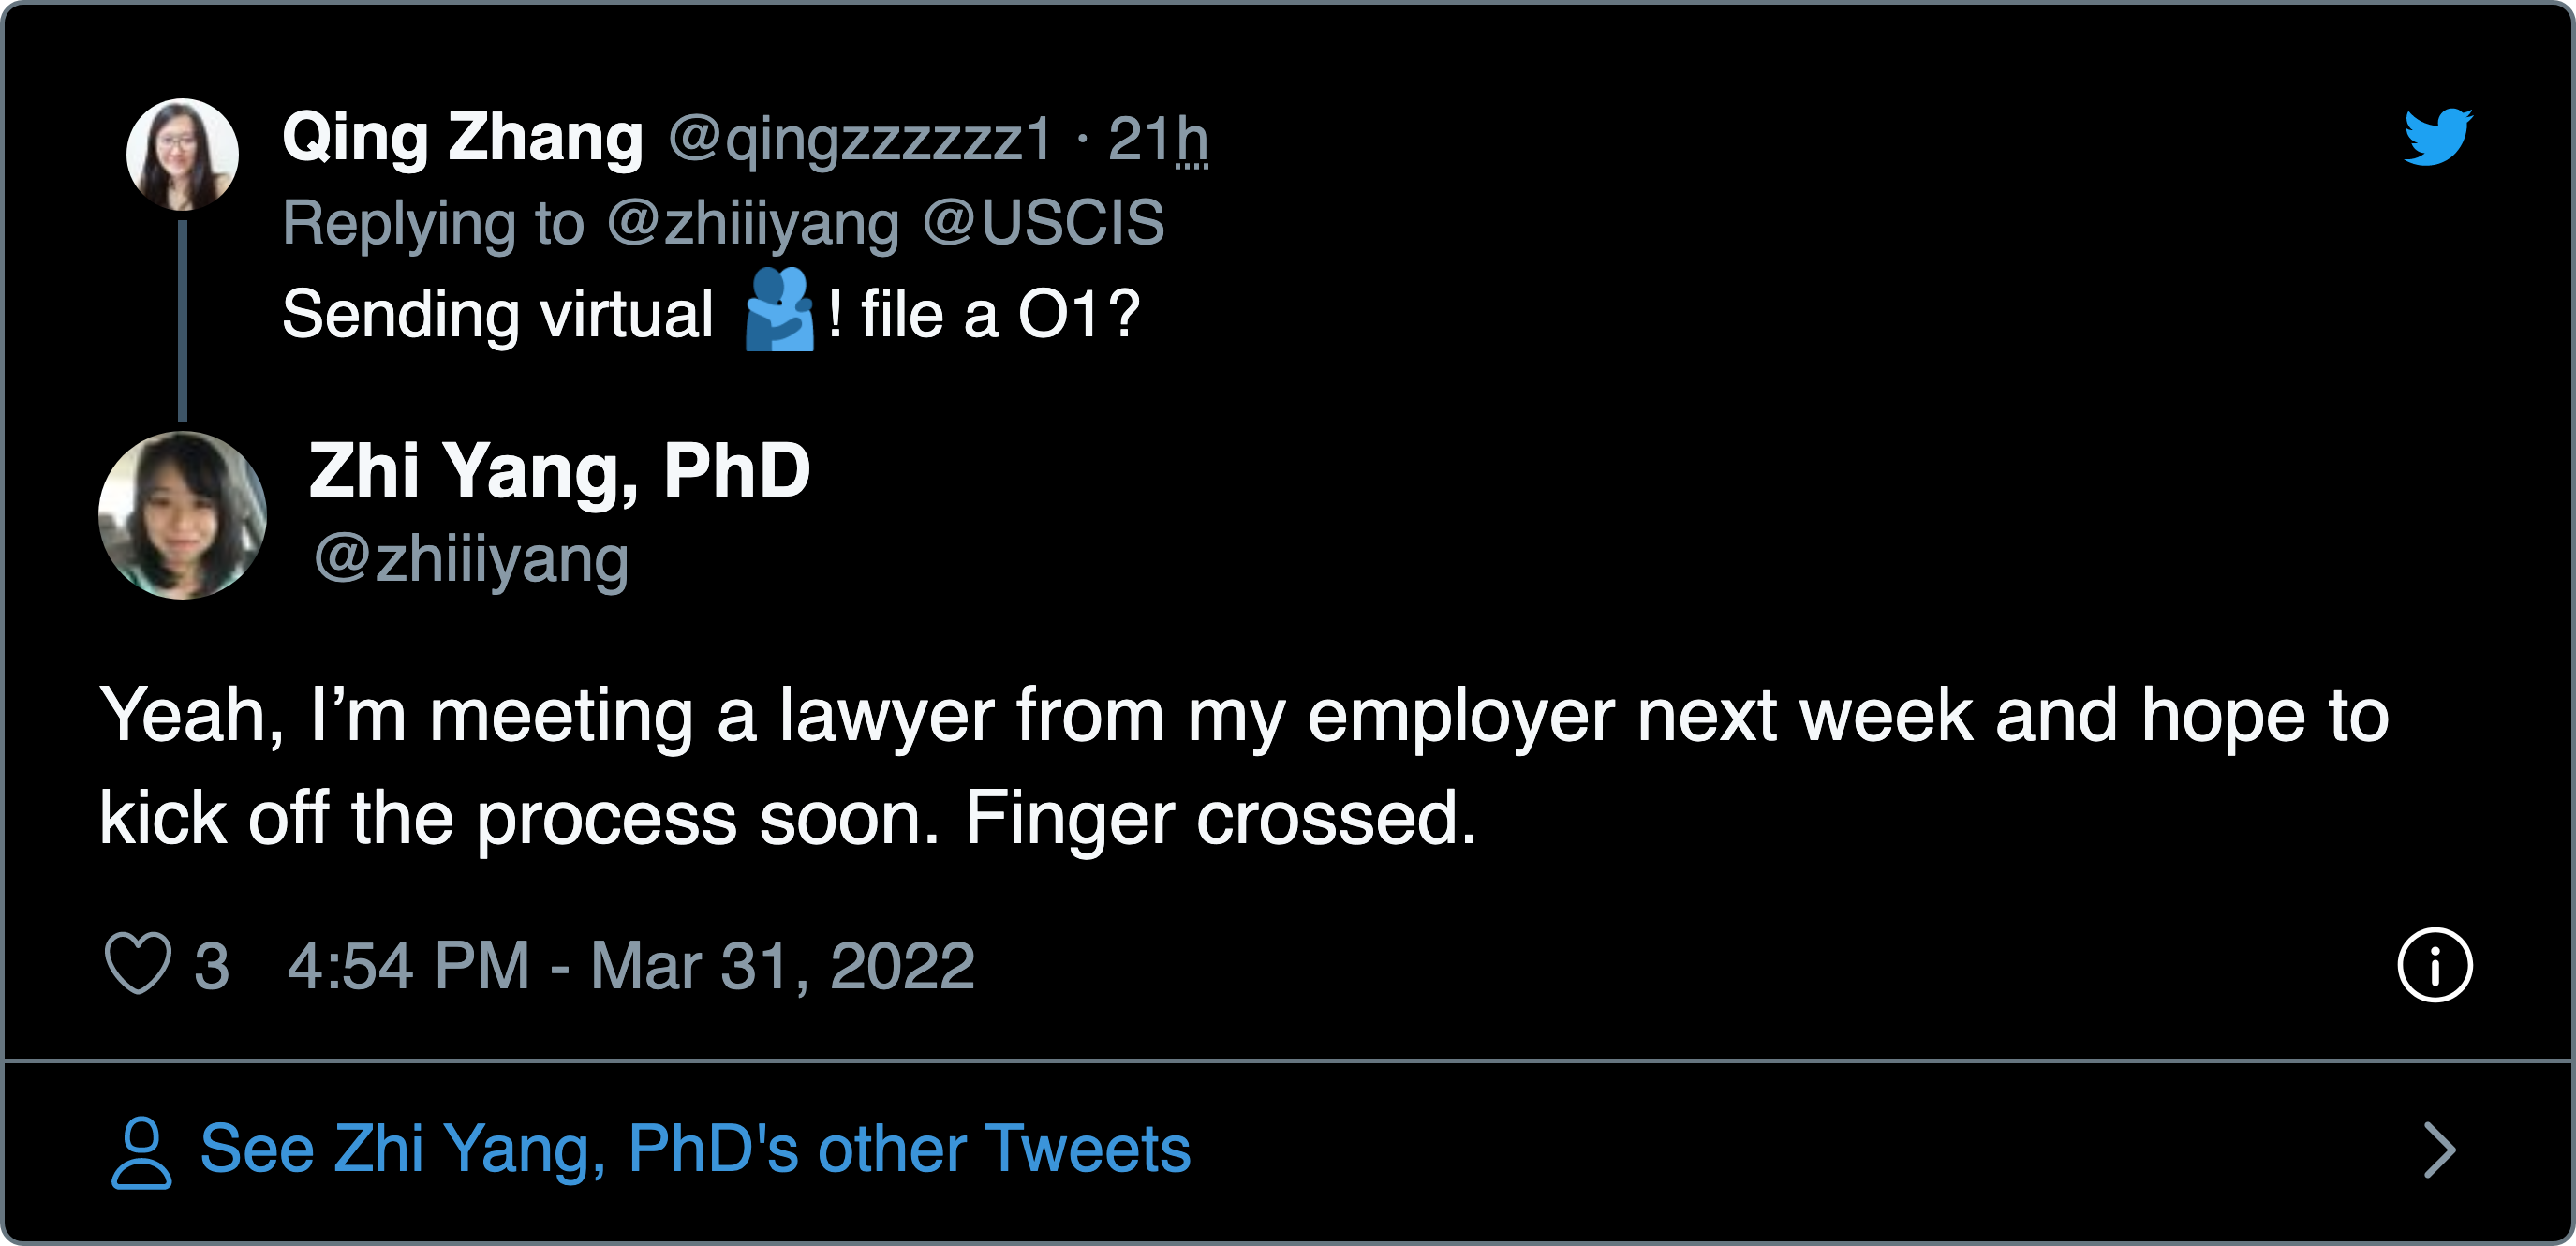 Qing Zhang @qingzzzzzz1 · 21h
Replying to @zhiiiyang @USCIS
Sending virtual 🫂! file a O1?
Zhi Yang, PhD
@zhiiiyang
Yeah, I’m meeting a lawyer from my employer next week and hope to
kick off the process soon. Finger crossed.
3 4:54 PM - Mar 31, 2022
See Zhi Yang, PhD's other Tweets